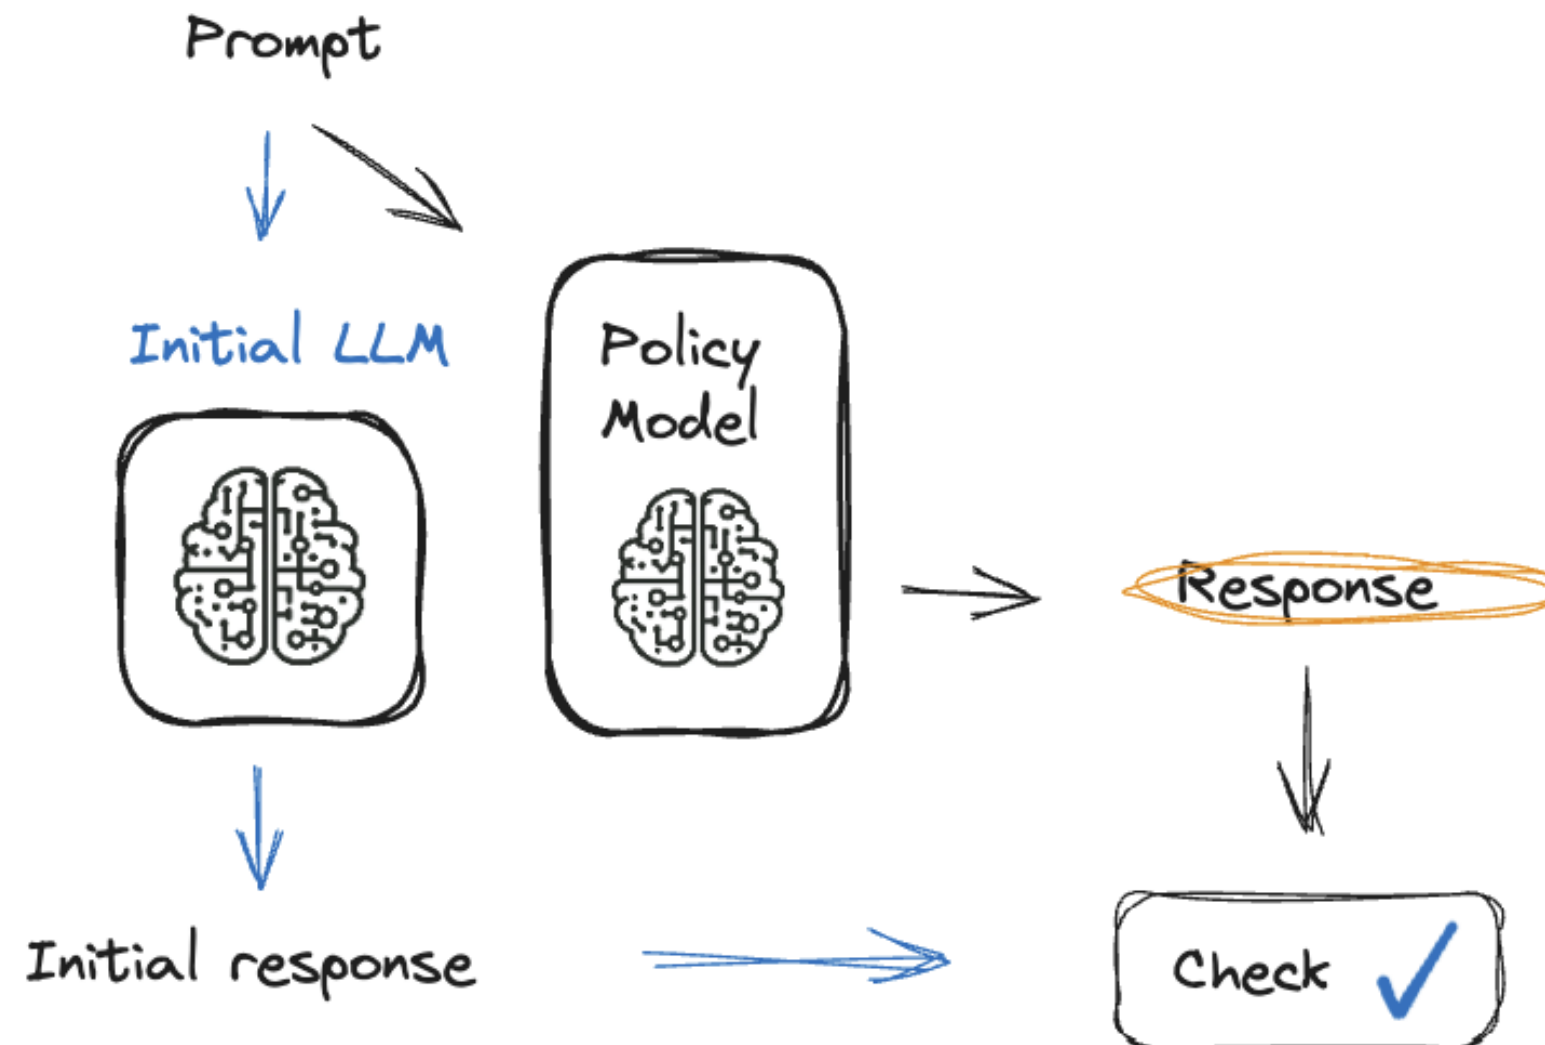 Prompt
Initial LLM
Policy
Model
Response
Initial response
Check